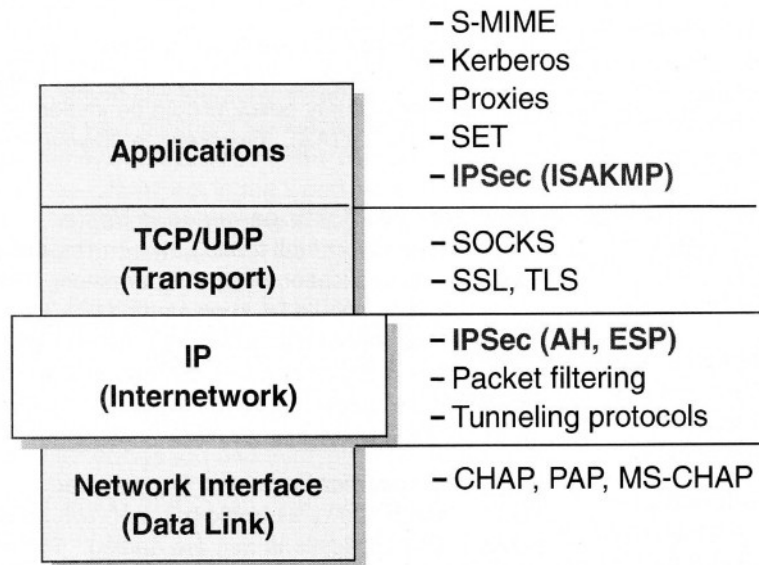 – S-MIME
– Kerberos
– Proxies
– SET
– IPSec (ISAKMP)
Applications
TCP/UDP
(Transport)
– SOCKS
– SSL, TLS
IP
(Internetwork)
– IPSec (AH, ESP)
– Packet filtering
– Tunneling protocols
Network Interface
(Data Link)
– CHAP, PAP, MS-CHAP